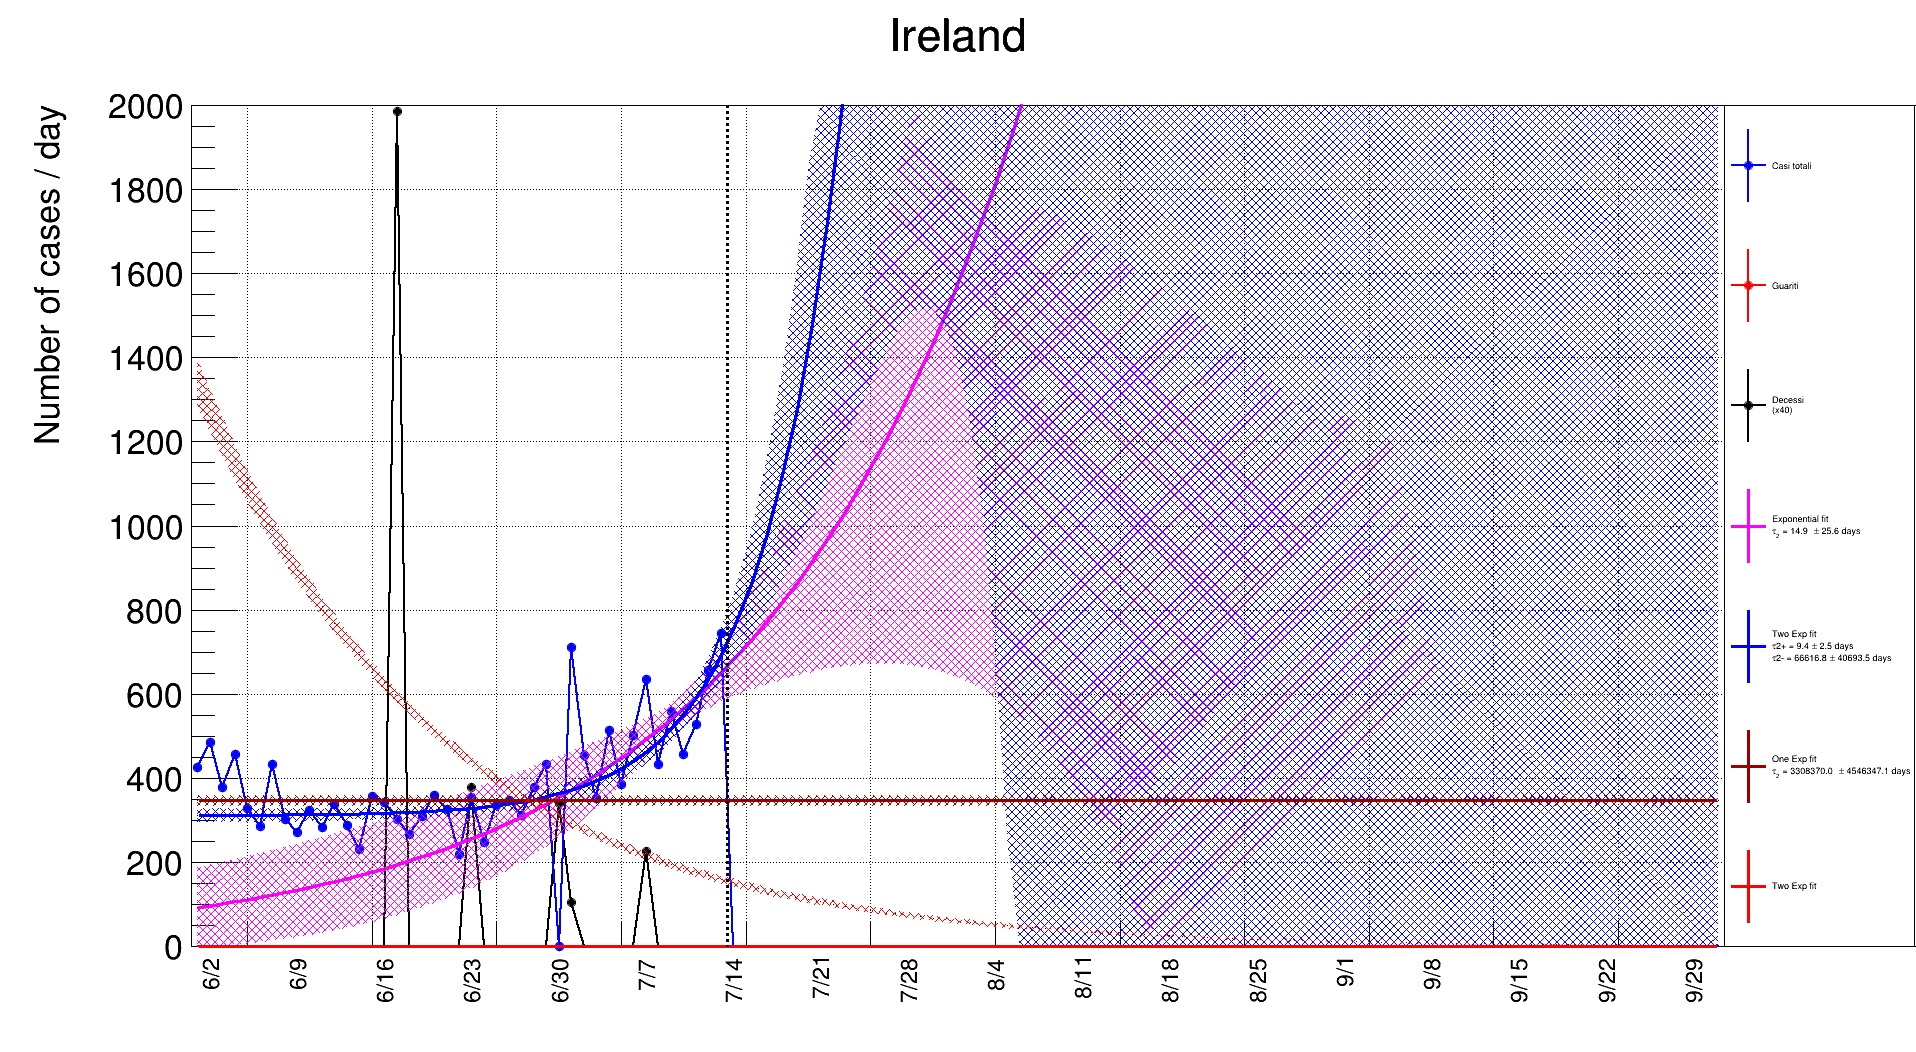 Ireland
Number of cases / day
2000
1800
1600
1400
1200
1000
800
600
400
200
0
6/2
6/9
6/16
6/23
6/30
7/7
7/14
7/21
7/28
8/4
8/11
8/18
8/25
9/1
9/8
9/15
9/22
9/29
Casi totali
Guariti
Decessi
(x40)
Exponential fit
τ₂ = 14.9 ± 25.6 days
Two Exp fit
τ2+ = 9.4 ± 2.5 days
τ2- = 66616.8 ± 40693.5 days
One Exp fit
τ₂ = 3308370.0 ± 4546347.1 days
Two Exp fit